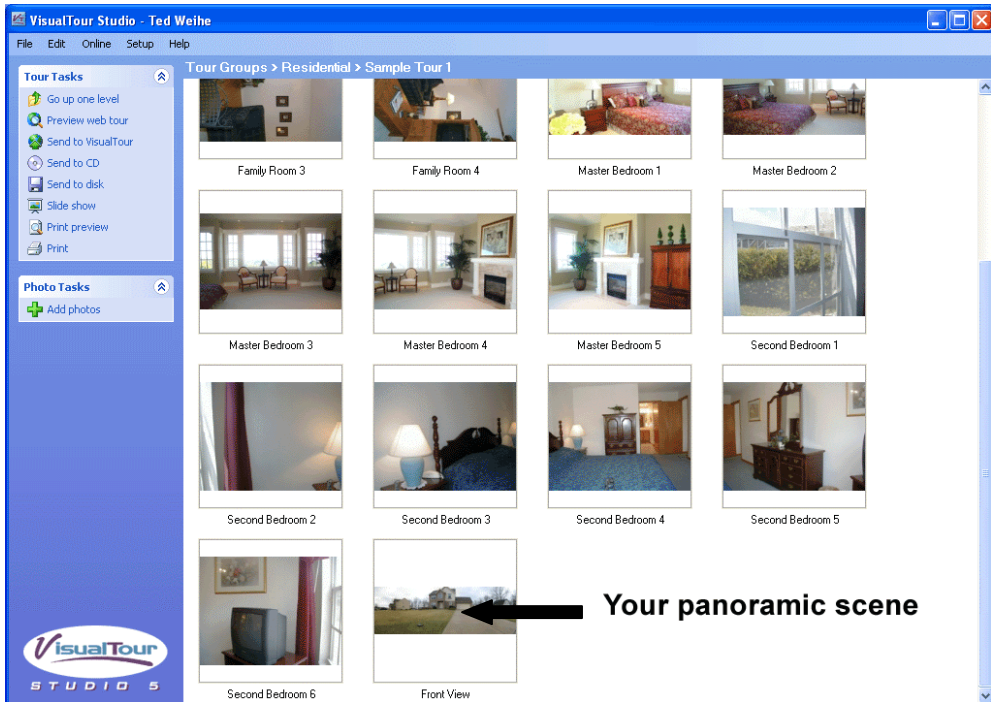 VisualTour Studio - Ted Weihe
File Edit Online Setup Help
Tour Tasks
Go up one level
Preview web tour
Send to VisualTour
Send to CD
Send to disk
Slide show
Print preview
Print
Photo Tasks
Add photos
VisualTour
STUDIO 5
Tour Groups > Residential > Sample Tour 1
Family Room 3
Family Room 4
Master Bedroom 1
Master Bedroom 2
Master Bedroom 3
Master Bedroom 4
Master Bedroom 5
Second Bedroom 1
Second Bedroom 2
Second Bedroom 3
Second Bedroom 4
Second Bedroom 5
Second Bedroom 6
Front View
Your panoramic scene